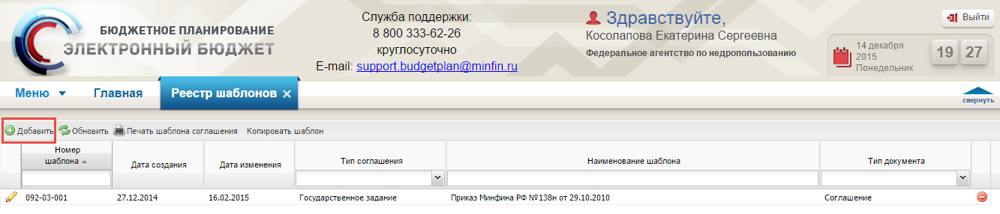 БЮДЖЕТНОЕ ПЛАНИРОВАНИЕ
ЭЛЕКТРОННЫЙ БЮДЖЕТ
Служба поддержки:
8 800 333-62-26
круглосуточно
E-mail: support.budgetplan@minfin.ru
Здравствуйте,
Косолапова Екатерина Сергеевна
Федеральное агентство по недропользованию
Выйти
14 декабря
2015
Понедельник
19 27
Меню Главная Реестр шаблонов
свернуть
Добавить Обновить Печать шаблона соглашения Копировать шаблон
Номер
шаблона Дата создания Дата изменения Тип соглашения Наименование шаблона Тип документа
092-03-001 27.12.2014 16.02.2015 Государственное задание Приказ Минфина РФ №138н от 29.10.2010 Соглашение